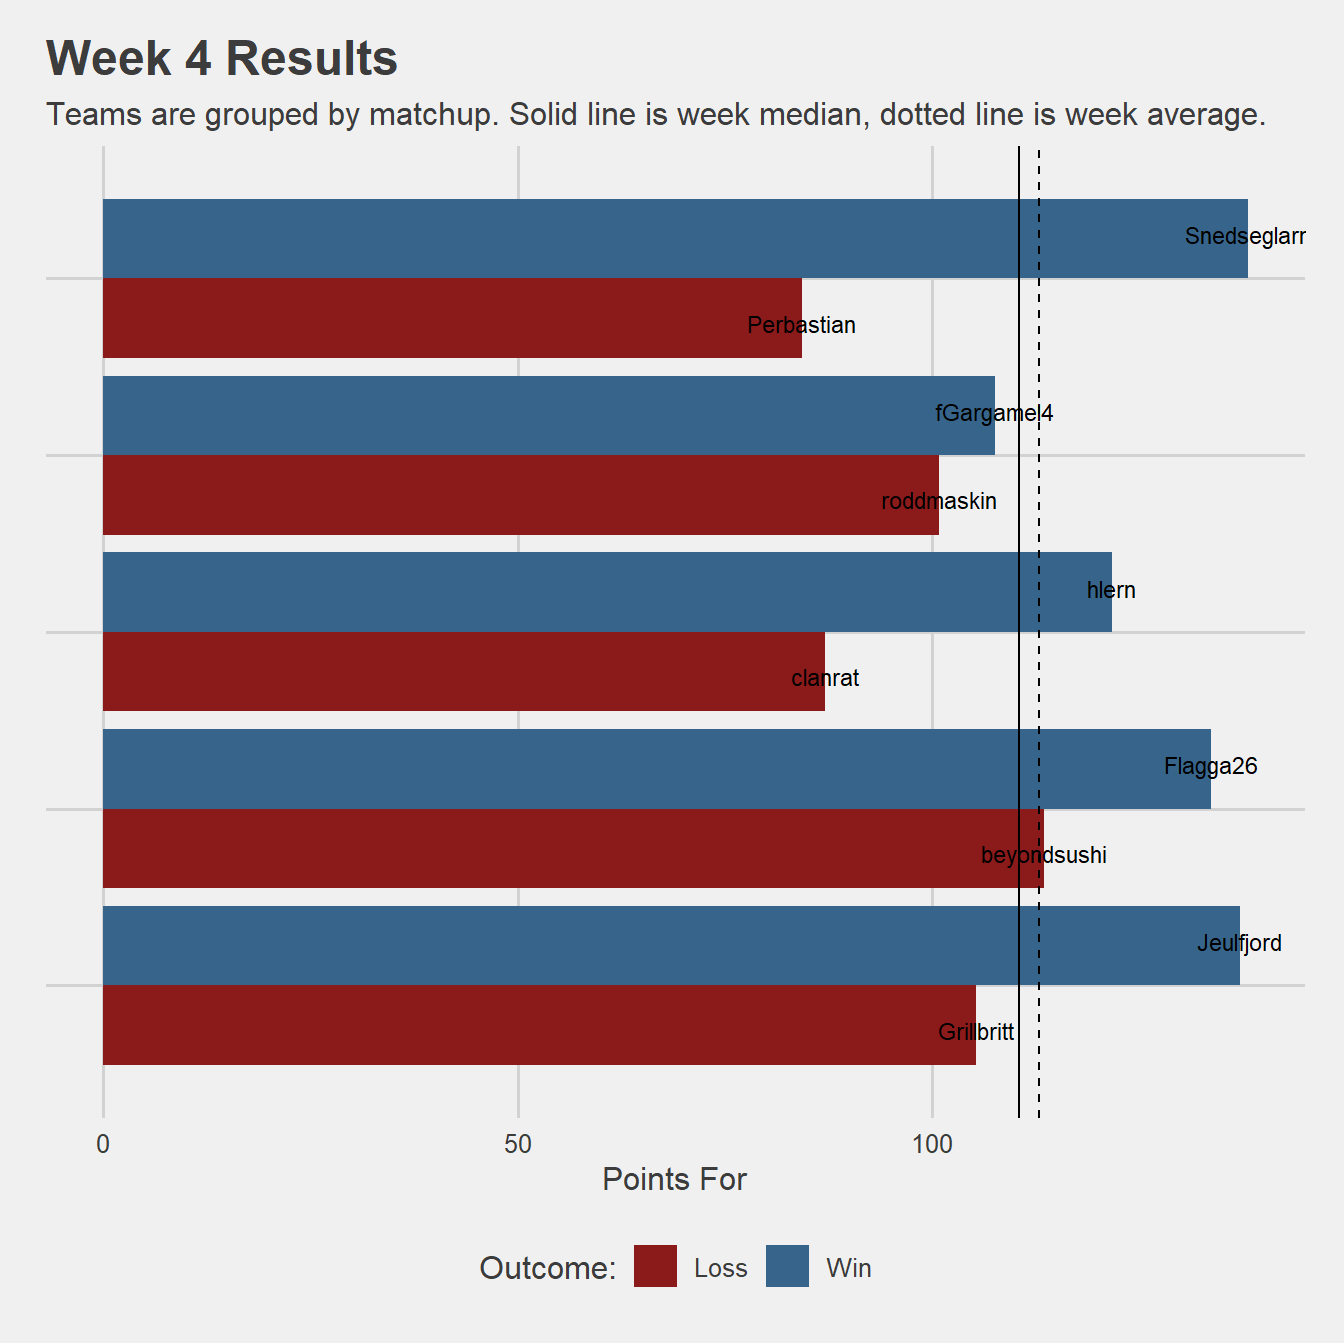 Week 4 Results
Teams are grouped by matchup. Solid line is week median, dotted line is week average.
Snedseglarr
Perbastian
fGargamel4
roddmaskin
hlern
clanrat
Flagga26
beyondsushi
Jeulfjord
Grillbritt
0 50 100
Points For
Outcome: Loss Win